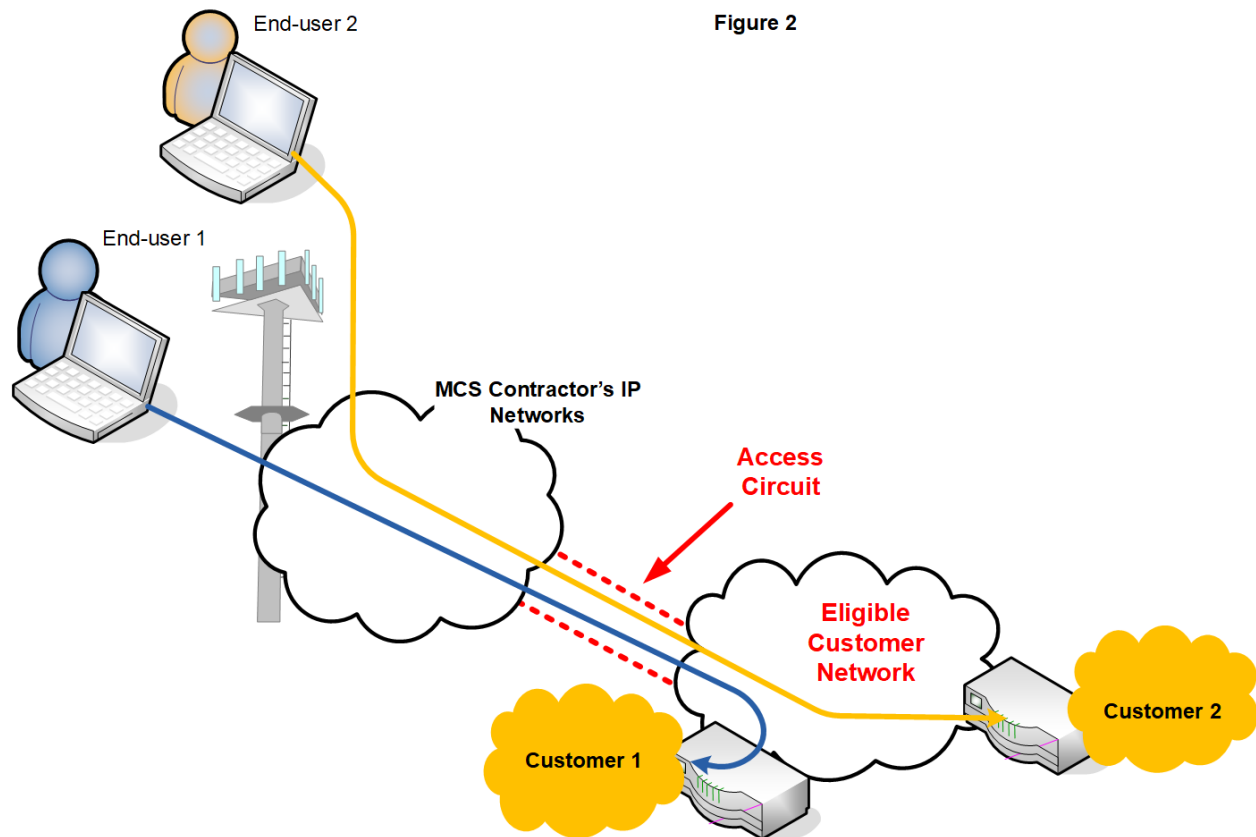 End-user 2
Figure 2
End-user 1
MCS Contractor's IP
Networks
Access
Circuit
Eligible
Customer
Network
Customer 2
Customer 1